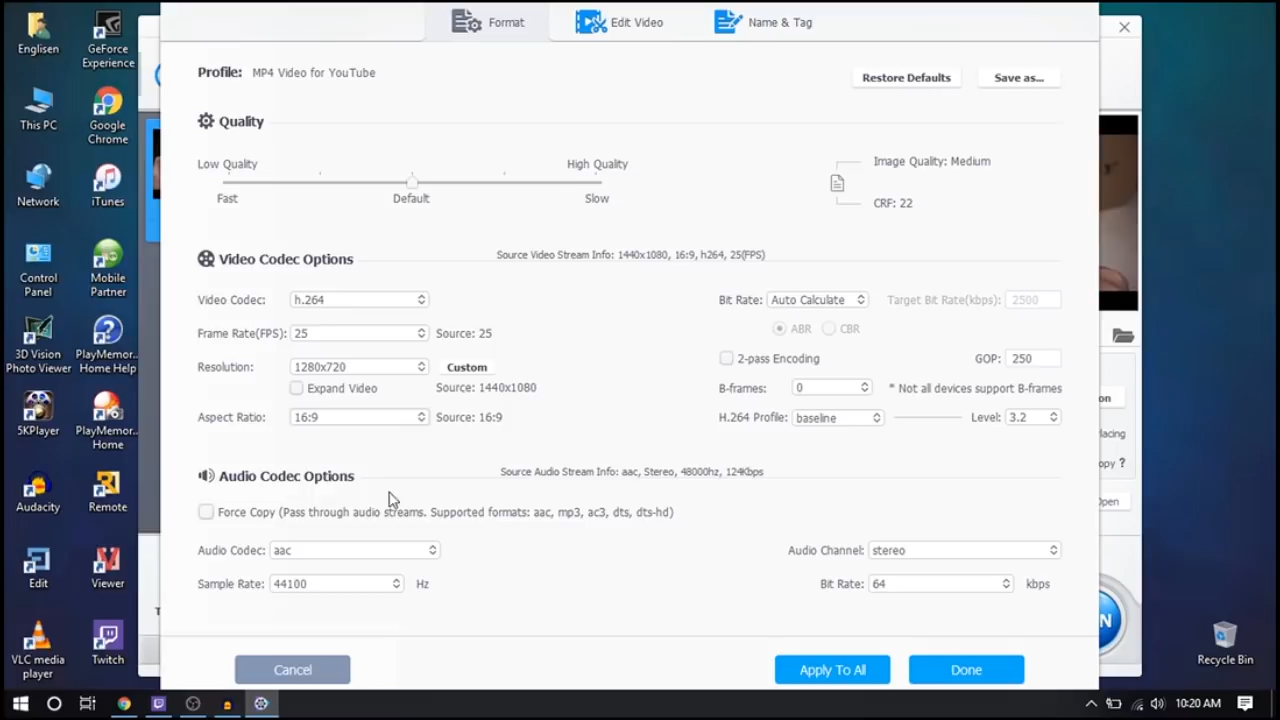 Format
Edit Video
Name & Tag
Profile: MP4 Video for YouTube
Restore Defaults
Save as...
Quality
Low Quality
High Quality
Fast
Default
Slow
Image Quality: Medium
CRF: 22
Video Codec Options
Source Video Stream Info: 1440x1080, 16:9, h264, 25(FPS)
Video Codec: h.264
Bit Rate: Auto Calculate
Target Bit Rate(kbps): 2500
ABR
CBR
Frame Rate(FPS): 25
Source: 25
2-pass Encoding
GOP: 250
Resolution: 1280x720
Custom
Expand Video
Source: 1440x1080
B-frames: 0
* Not all devices support B-frames
Aspect Ratio: 16:9
Source: 16:9
H.264 Profile: baseline
Level: 3.2
Audio Codec Options
Source Audio Stream Info: aac, Stereo, 48000hz, 124Kbps
Force Copy (Pass through audio streams. Supported formats: aac, mp3, ac3, dts, dts-hd)
Audio Codec: aac
Audio Channel: stereo
Sample Rate: 44100 Hz
Bit Rate: 64 kbps
Cancel
Apply To All
Done
Englisen
GeForce
Experience
This PC
Google
Chrome
Network
iTunes
Control
Panel
Mobile
Partner
3D Vision
Photo Viewer
PlayMemor...
Home Help
5KPlayer
PlayMemor...
Home
Audacity
Remote
Edit
Viewer
VLC media
player
Twitch
on
lacing
opy ?
Open
N
Recycle Bin
10:20 AM